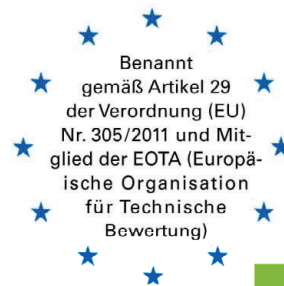 Benannt
gemäß Artikel 29
der Verordnung (EU)
Nr. 305/2011 und Mit-
glied der EOTA (Europä-
ische Organisation
für Technische
Bewertung)